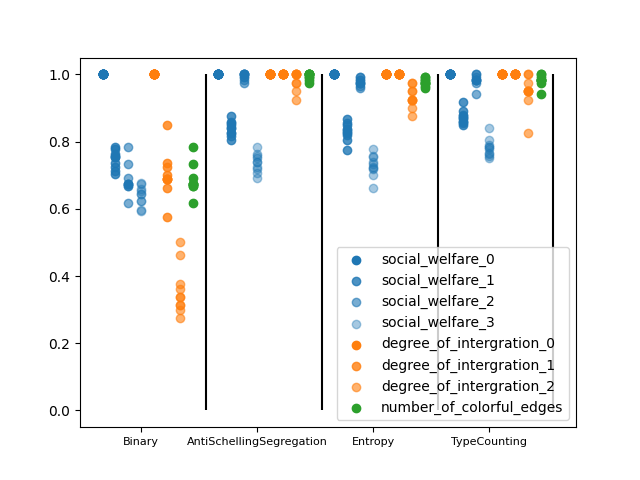 1.0
0.8
0.6
0.4
0.2
0.0
social_welfare_0
social_welfare_1
social_welfare_2
social_welfare_3
degree_of_intergration_0
degree_of_intergration_1
degree_of_intergration_2
number_of_colorful_edges
Binary AntiSchellingSegregation Entropy TypeCounting